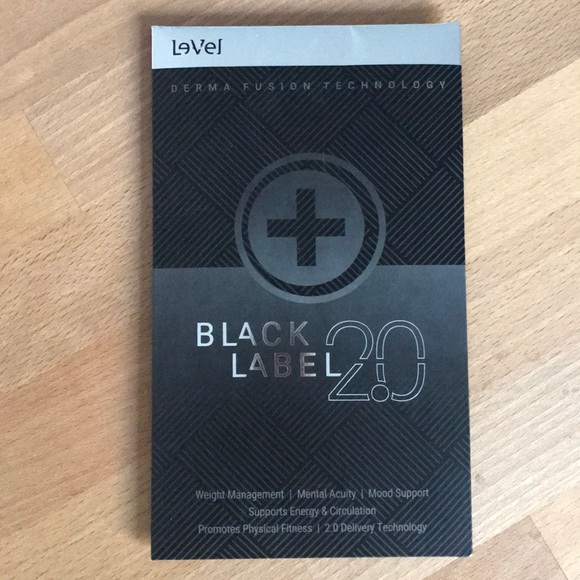 LeVel
DERMA FUSION TECHNOLOGY
BLACK
LABEL 2.0
Weight Management | Mental Acuity | Mood Support
Supports Energy & Circulation
Promotes Physical Fitness | 2.0 Delivery Technology